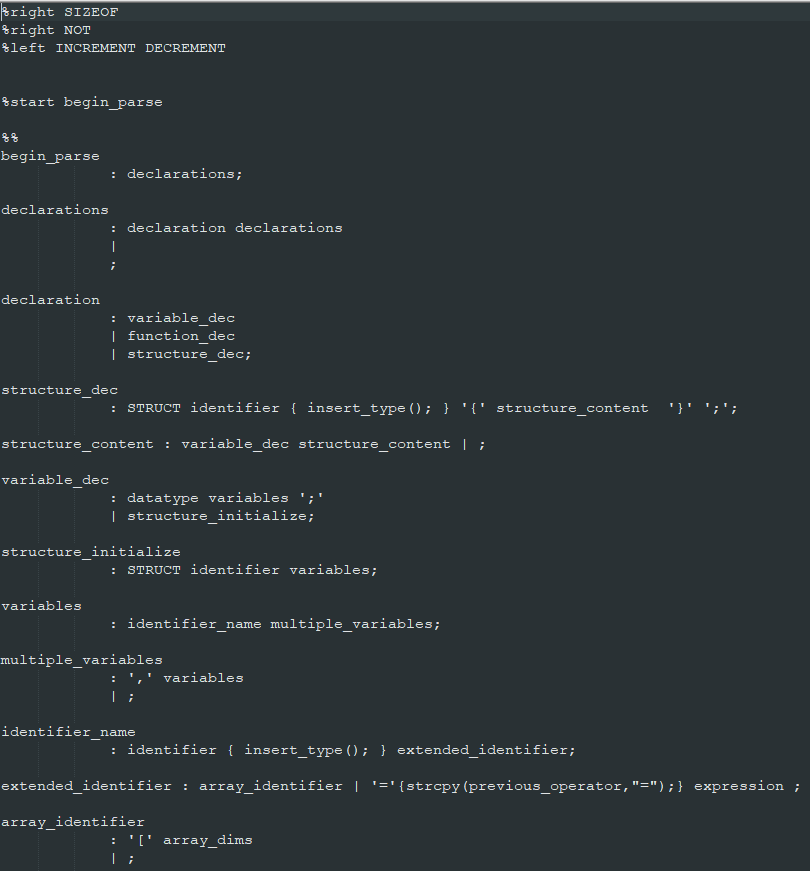 %right SIZEOF
%right NOT
%left INCREMENT DECREMENT
%start begin_parse
%%
begin_parse
: declarations;
declarations
: declaration declarations
|
;
declaration
: variable_dec
| function_dec
| structure_dec;
structure_dec
: STRUCT identifier { insert_type(); } '{' structure_content  '}' ';';
structure_content : variable_dec structure_content | ;
variable_dec
: datatype variables ';'
| structure_initialize;
structure_initialize
: STRUCT identifier variables;
variables
: identifier_name multiple_variables;
multiple_variables
: ',' variables
| ;
identifier_name
: identifier { insert_type(); } extended_identifier;
extended_identifier : array_identifier | '='{strcpy(previous_operator,"=");} expression ;
array_identifier
: '[' array_dims
| ;